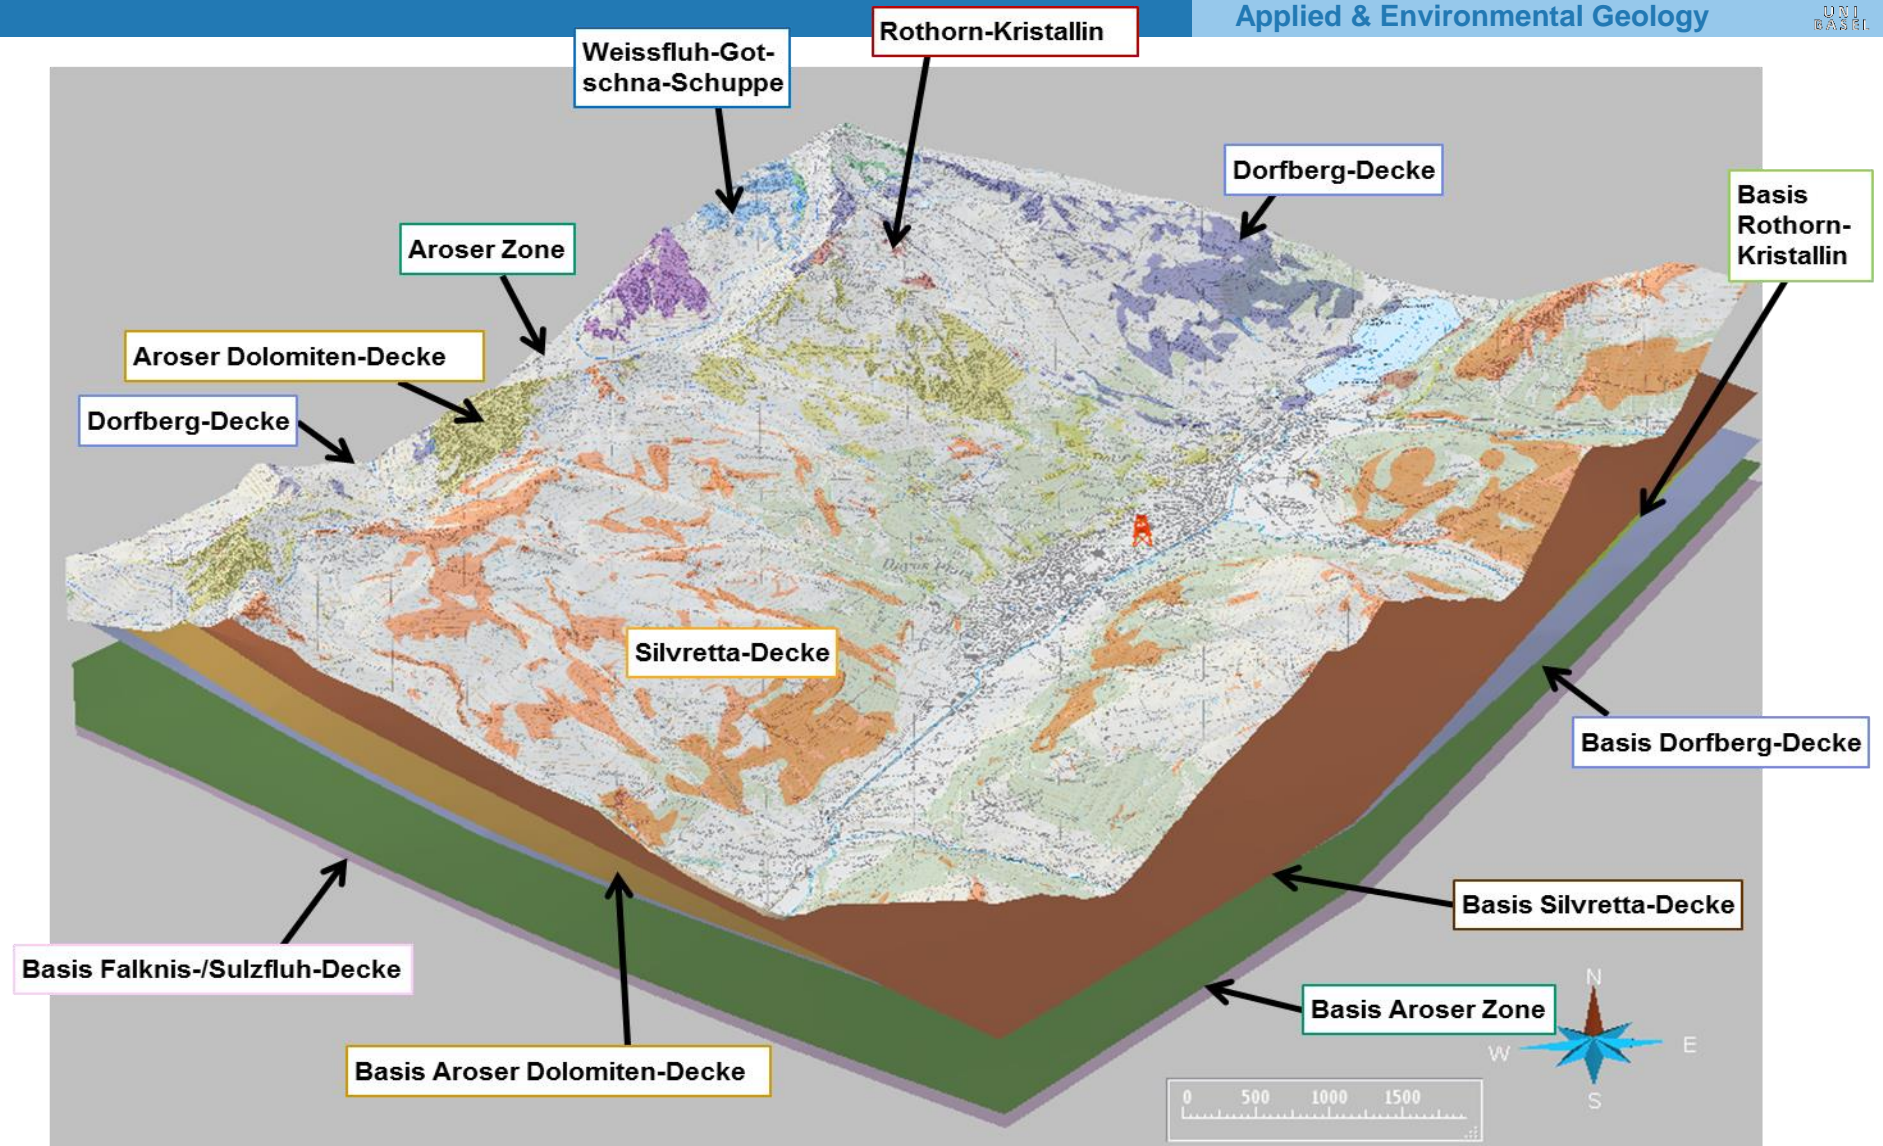 Applied & Environmental Geology
UNI
BASEL
Rothorn-Kristallin
Weissfluh-Got-
schna-Schuppe
Dorfberg-Decke
Basis
Rothorn-
Kristallin
Aroser Zone
Aroser Dolomiten-Decke
Dorfberg-Decke
Davos Platz
Silvretta-Decke
Basis Dorfberg-Decke
Basis Silvretta-Decke
Basis Falknis-/Sulzfluh-Decke
Basis Aroser Zone
Basis Aroser Dolomiten-Decke
N
W
E
S
0 500 1000 1500